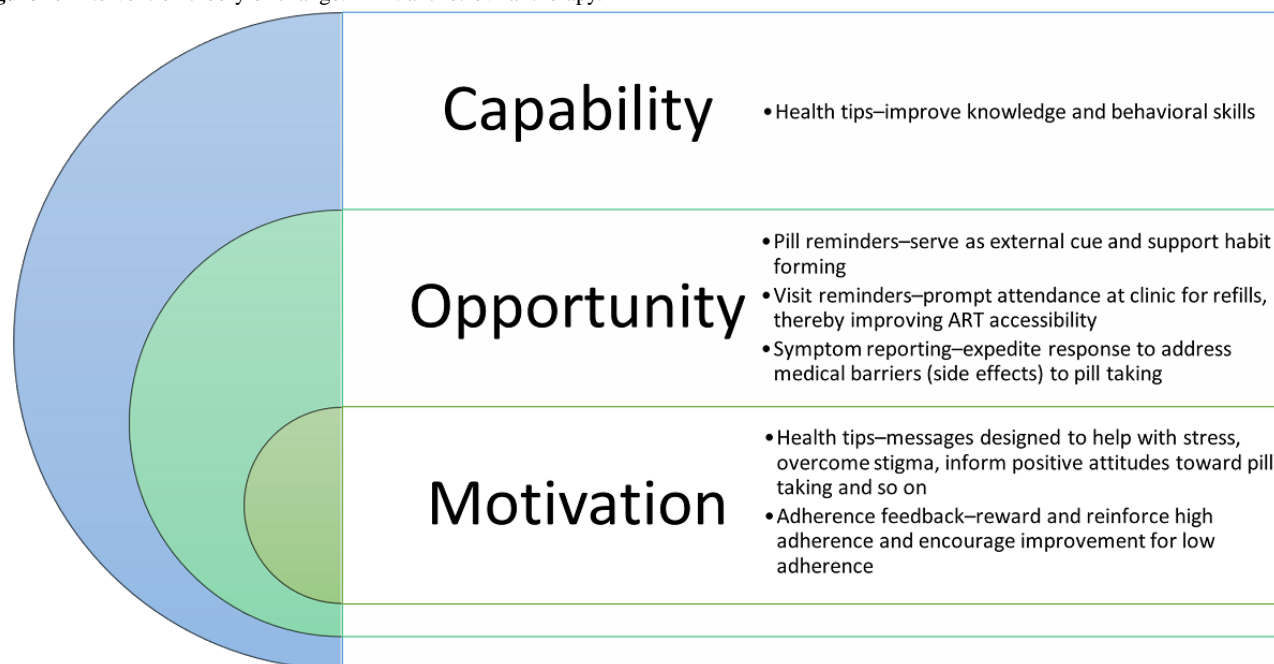 Capability
•Health tips–improve knowledge and behavioral skills
Opportunity
•Pill reminders–serve as external cue and support habit
forming
•Visit reminders–prompt attendance at clinic for refills,
thereby improving ART accessibility
•Symptom reporting–expedite response to address
medical barriers (side effects) to pill taking
Motivation
•Health tips–messages designed to help with stress,
overcome stigma, inform positive attitudes toward pill
taking and so on
•Adherence feedback–reward and reinforce high
adherence and encourage improvement for low
adherence